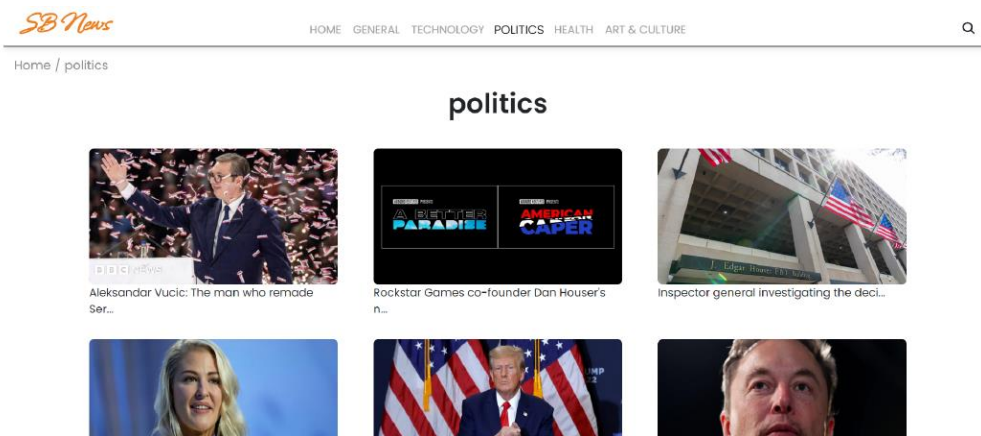 SB News
HOME GENERAL TECHNOLOGY POLITICS HEALTH ART & CULTURE
Home / politics
politics
BBC NEWS
A BETTER
PARADISE
AMERICAN
CAPER
J. Edgar Hoover F.B.I. Building
Aleksandar Vucic: The man who remade
Ser...
Rockstar Games co-founder Dan Houser's
n...
Inspector general investigating the deci...